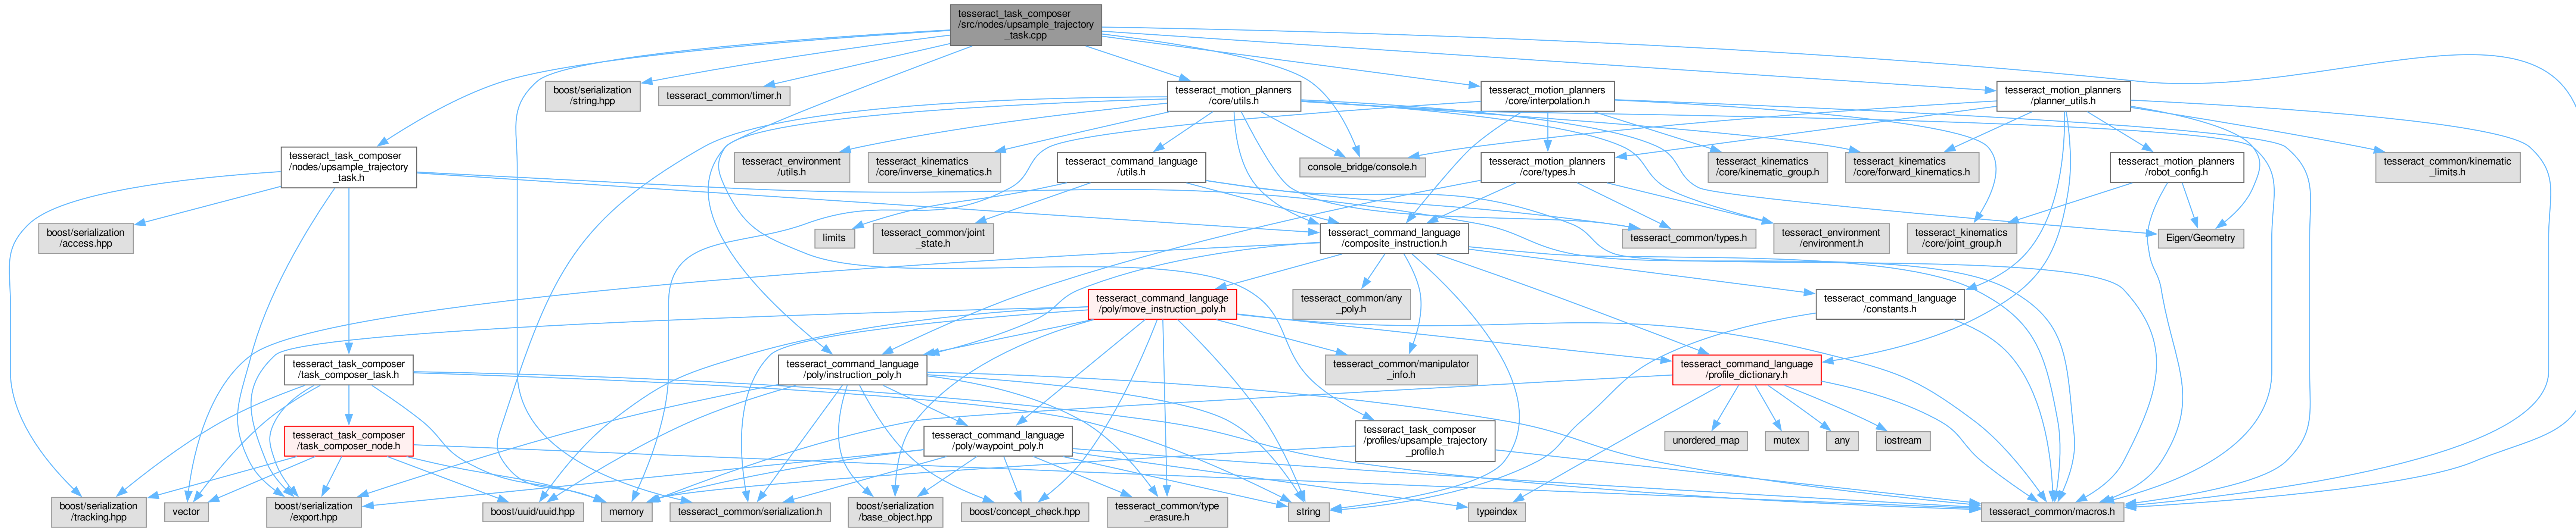 tesseract_task_composer
/src/nodes/upsample_trajectory
_task.cpp
boost/serialization
/string.hpp
tesseract_common/timer.h
tesseract_motion_planners
/core/utils.h
tesseract_motion_planners
/core/interpolation.h
tesseract_motion_planners
/planner_utils.h
tesseract_task_composer
/nodes/upsample_trajectory
_task.h
tesseract_environment
/utils.h
tesseract_kinematics
/core/inverse_kinematics.h
tesseract_command_language
/utils.h
console_bridge/console.h
tesseract_motion_planners
/core/types.h
tesseract_kinematics
/core/kinematic_group.h
tesseract_kinematics
/core/forward_kinematics.h
tesseract_motion_planners
/robot_config.h
tesseract_common/kinematic
_limits.h
boost/serialization
/access.hpp
limits
tesseract_common/joint
_state.h
tesseract_command_language
/composite_instruction.h
tesseract_common/types.h
tesseract_environment
/environment.h
tesseract_kinematics
/core/joint_group.h
Eigen/Geometry
tesseract_command_language
/poly/move_instruction_poly.h
tesseract_common/any
_poly.h
tesseract_command_language
/constants.h
tesseract_task_composer
/task_composer_task.h
tesseract_command_language
/poly/instruction_poly.h
tesseract_common/manipulator
_info.h
tesseract_command_language
/profile_dictionary.h
tesseract_task_composer
/task_composer_node.h
tesseract_command_language
/poly/waypoint_poly.h
tesseract_task_composer
/profiles/upsample_trajectory
_profile.h
unordered_map
mutex
any
iostream
boost/serialization
/tracking.hpp
vector
boost/serialization
/export.hpp
boost/uuid/uuid.hpp
memory
tesseract_common/serialization.h
boost/serialization
/base_object.hpp
boost/concept_check.hpp
tesseract_common/type
_erasure.h
string
typeindex
tesseract_common/macros.h